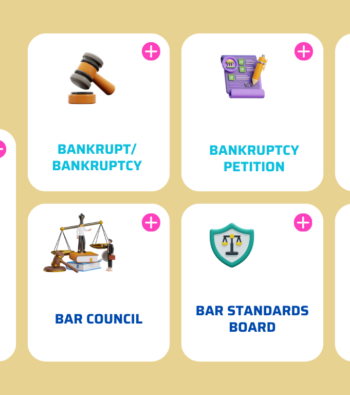 BANKRUPT/
BANKRUPTCY
BANKRUPTCY
PETITION
BAR COUNCIL
BAR STANDARDS
BOARD